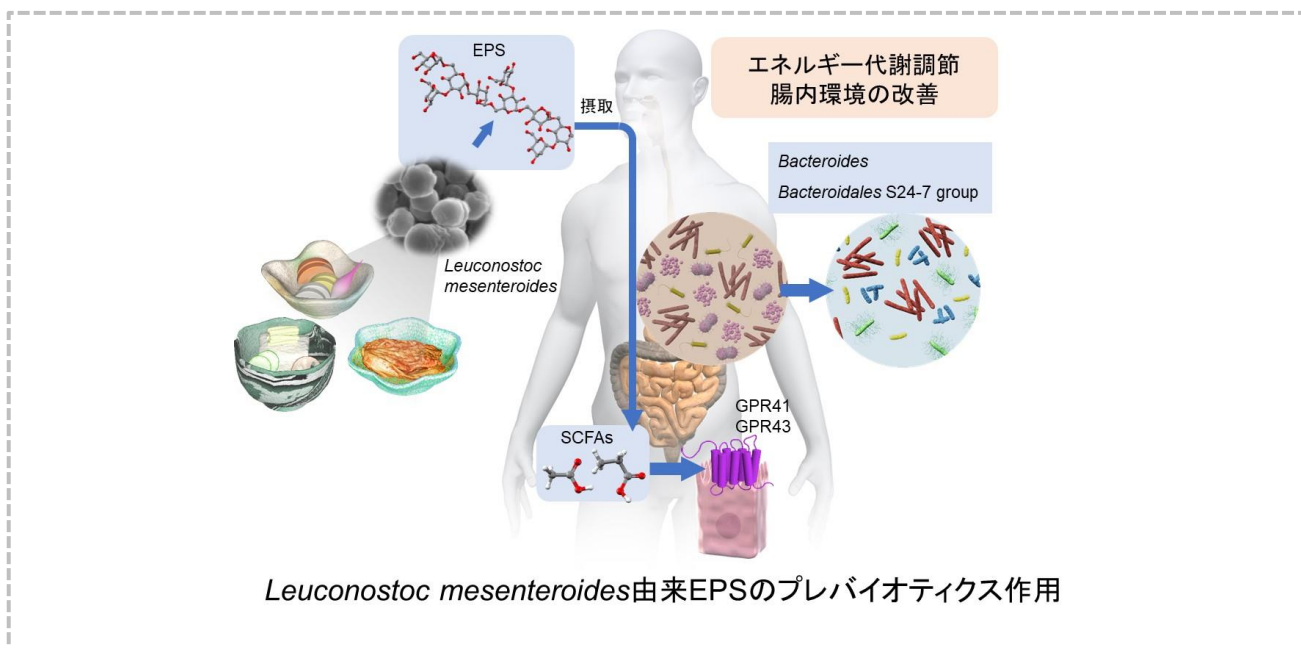 EPS
摂取
エネルギー代謝調節
腸内環境の改善
Bacteroides
Bacteroidales S24-7 group
Leuconostoc
mesenteroides
GPR41
GPR43
SCFAs
Leuconostoc mesenteroides由来EPSのプレバイオティクス作用